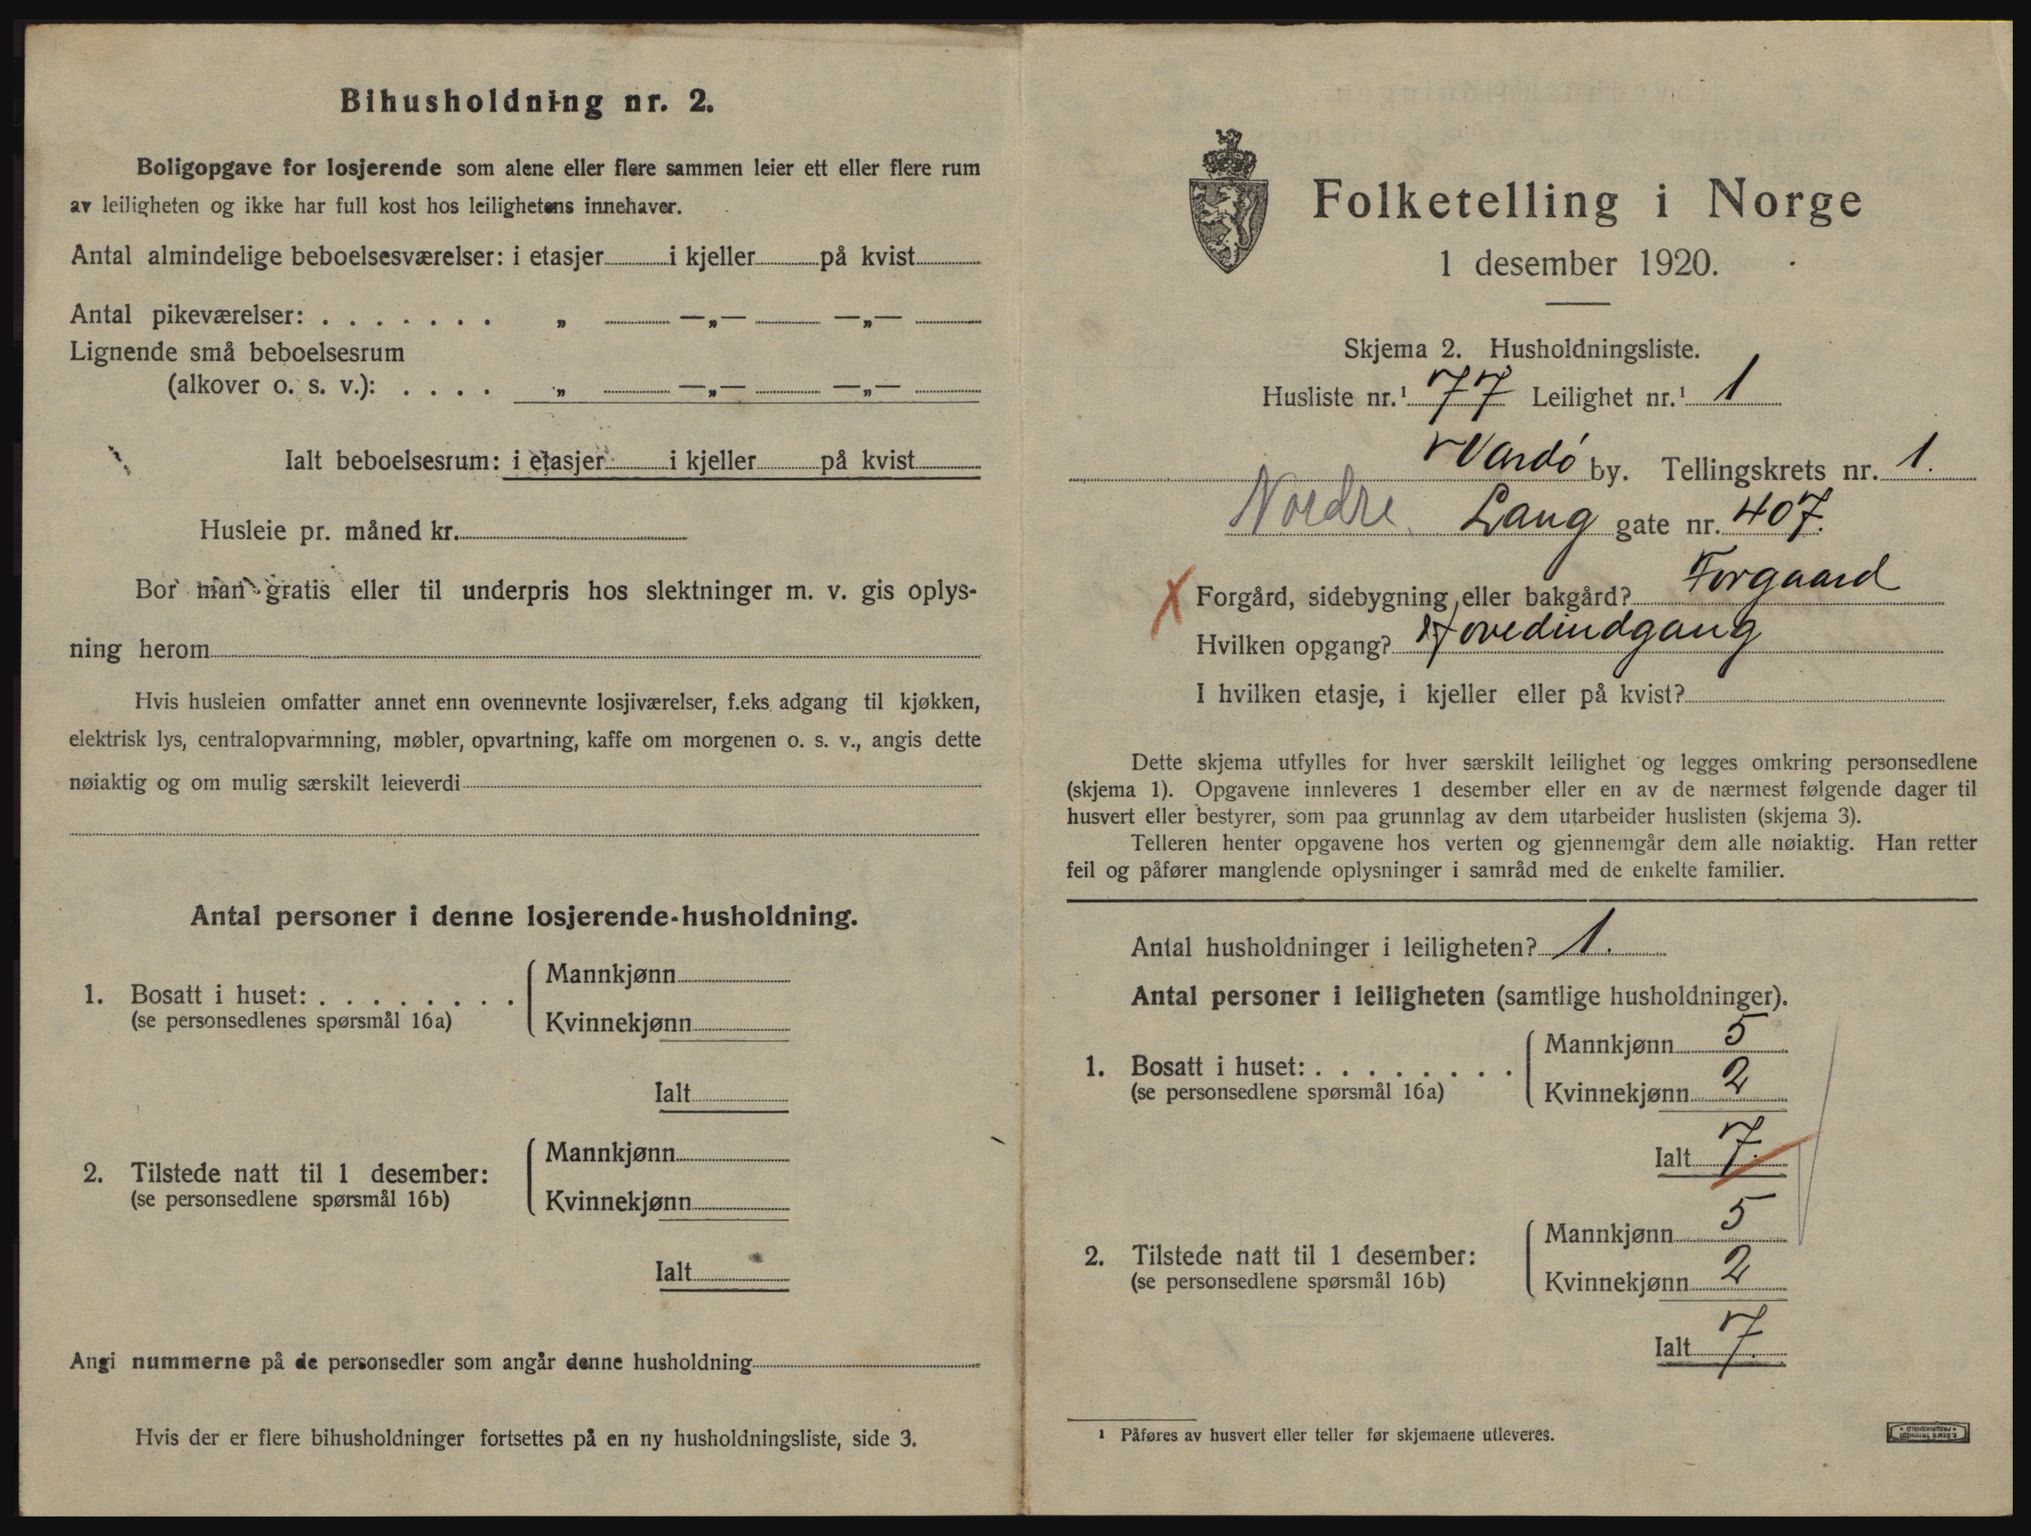 Bihusholdning nr. 2.
Boligopgave for losjerende som alene eller flere sammen leier ett eller flere rum
av leiligheten og ikke har full kost hos leilighetens innehaver.
Antal almindelige beboelsesværelser: i etasjer i kjeller på kvist
Antal pikeværelser: . . . . . . . „ —„— —„—
Lignende små beboelsesrum
(alkover o. s. v.): . . . . „ —„— —„—
Ialt beboelsesrum: i etasjer i kjeller på kvist
Husleie pr. måned kr.
Bor man gratis eller til underpris hos slektninger m. v. gis oplys-
ning herom
Hvis husleien omfatter annet enn ovennevnte losjiværelser, f.eks. adgang til kjøkken,
elektrisk lys, centralopvarmning, møbler, opvartning, kaffe om morgenen o. s. v., angis dette
nøiaktig og om mulig særskilt leieverdi
Antal personer i denne losjerende-husholdning.
Mannkjønn
1. Bosatt i huset: . . . . . . . .
(se personsedlenes spørsmål 16a)
Kvinnekjønn
Ialt
Mannkjønn
2. Tilstede natt til 1 desember:
(se personsedlene spørsmål 16b)
Kvinnekjønn
Ialt
Angi nummerne på de personsedler som angår denne husholdning
Hvis der er flere bihusholdninger fortsettes på en ny husholdningsliste, side 3.
Folketelling i Norge
1 desember 1920.
Skjema 2. Husholdningsliste.
Husliste nr.¹ 77 Leilighet nr.¹ 1
Vardø by. Tellingskrets nr. 1.
Nordre Lang gate nr. 407.
X Forgård, sidebygning eller bakgård? Forgaard
Hvilken opgang? Hovedindgang
I hvilken etasje, i kjeller eller på kvist?
Dette skjema utfylles for hver særskilt leilighet og legges omkring personsedlene
(skjema 1). Opgavene innleveres 1 desember eller en av de nærmest følgende dager til
husvert eller bestyrer, som paa grunnlag av dem utarbeider huslisten (skjema 3).
Telleren henter opgavene hos verten og gjennemgår dem alle nøiaktig. Han retter
feil og påfører manglende oplysninger i samråd med de enkelte familier.
Antal husholdninger i leiligheten? 1.
Antal personer i leiligheten (samtlige husholdninger).
Mannkjønn 5
1. Bosatt i huset: . . . . . . . .
(se personsedlene spørsmål 16a)
Kvinnekjønn 2
Ialt 7.
Mannkjønn 5
2. Tilstede natt til 1 desember:
(se personsedlene spørsmål 16b)
Kvinnekjønn 2
Ialt 7.
¹ Påføres av husvert eller teller før skjemaene utleveres.